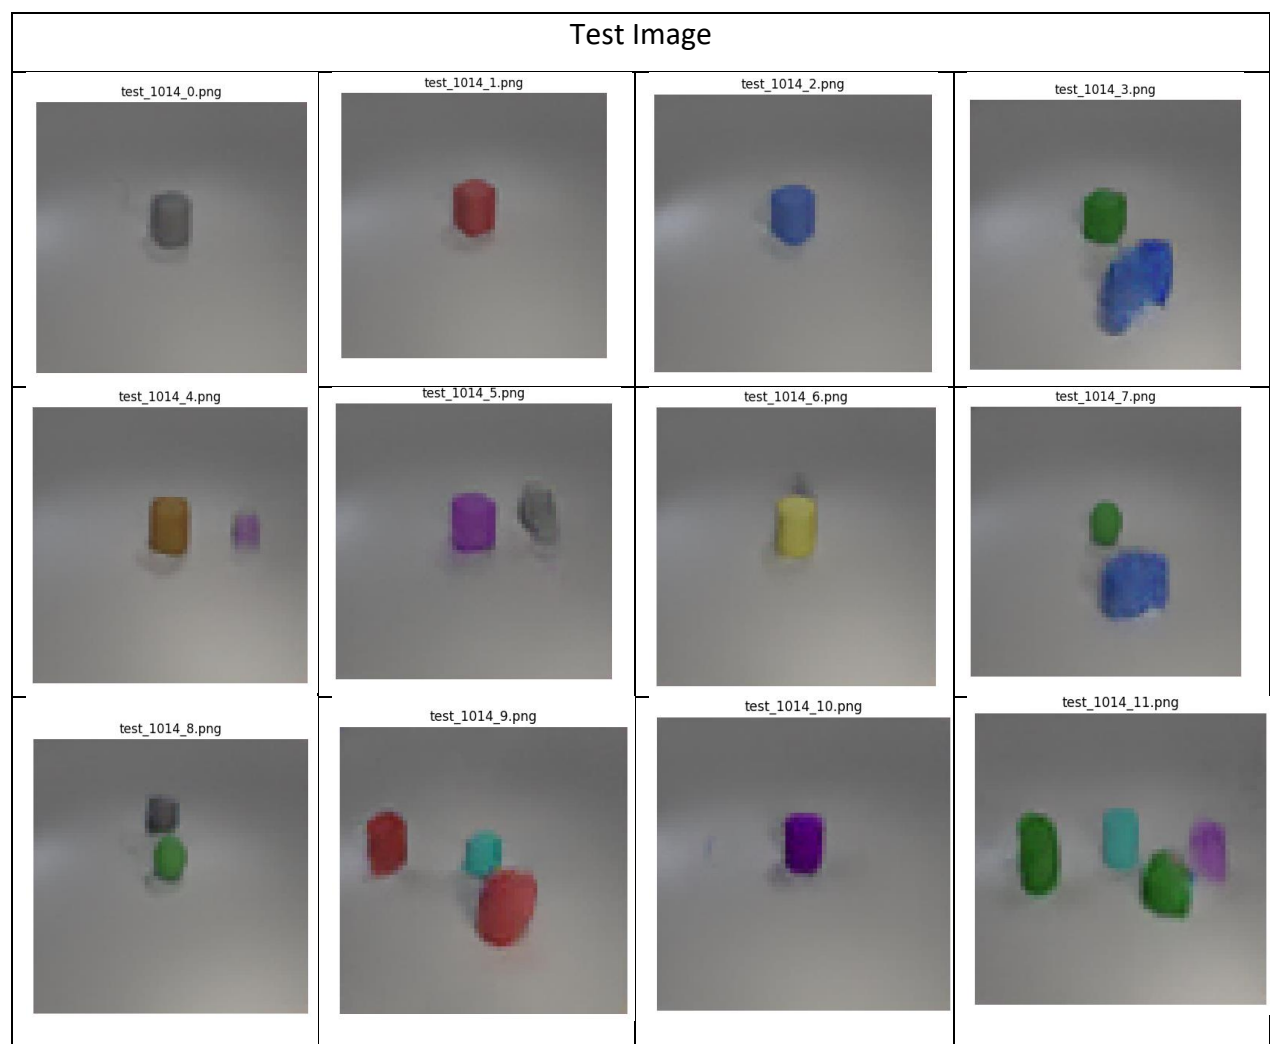 Test Image
test_1014_0.png
test_1014_1.png
test_1014_2.png
test_1014_3.png
test_1014_4.png
test_1014_5.png
test_1014_6.png
test_1014_7.png
test_1014_8.png
test_1014_9.png
test_1014_10.png
test_1014_11.png